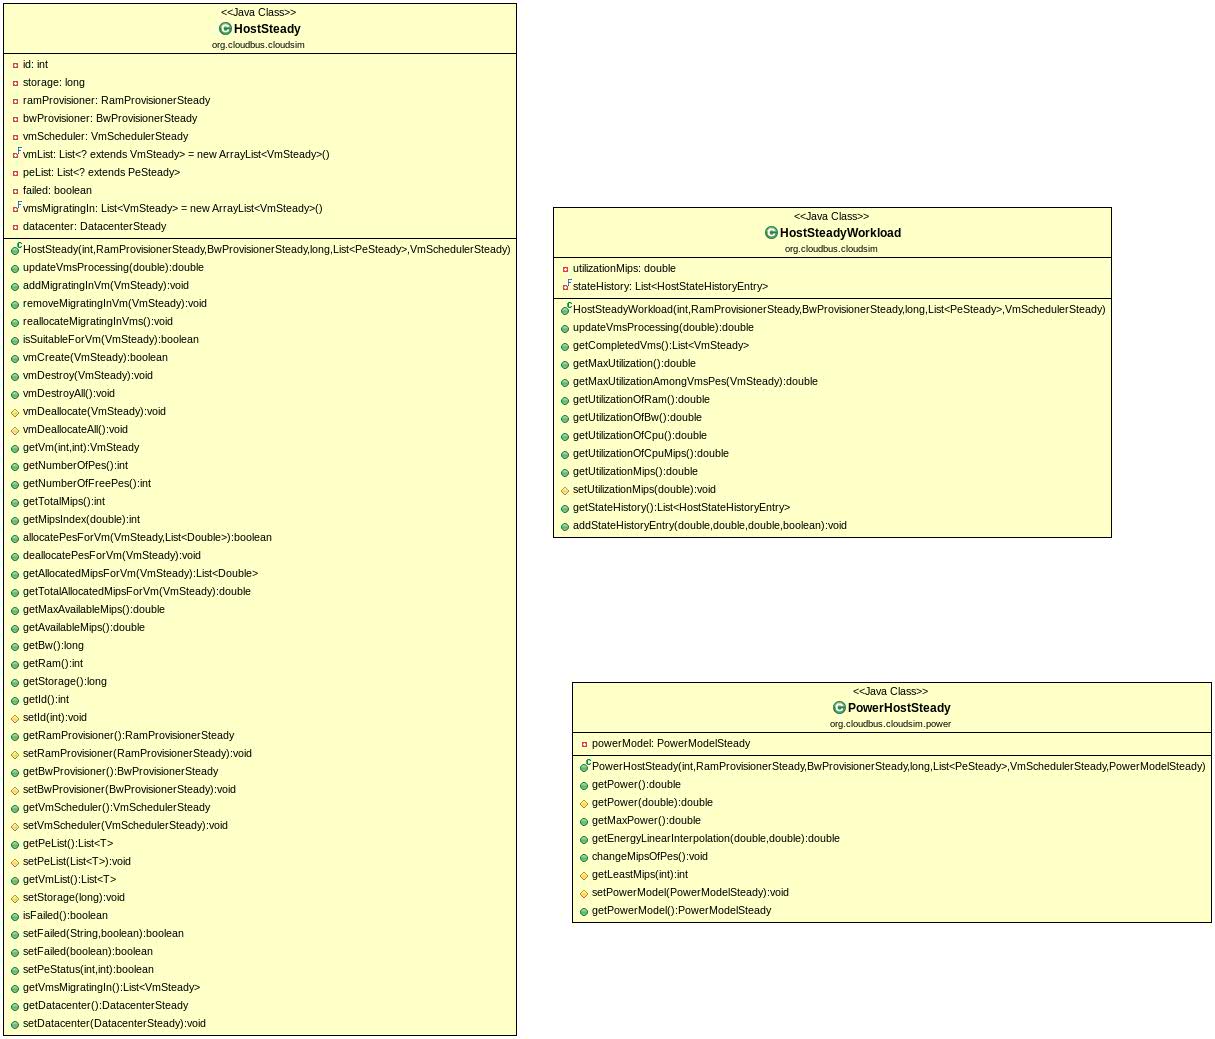 <<Java Class>>
HostSteady
org.cloudbus.cloudsim
id: int
storage: long
ramProvisioner: RamProvisionerSteady
bwProvisioner: BwProvisionerSteady
vmScheduler: VmSchedulerSteady
vmList: List<? extends VmSteady> = new ArrayList<VmSteady>()
peList: List<? extends PeSteady>
failed: boolean
vmsMigratingIn: List<VmSteady> = new ArrayList<VmSteady>()
datacenter: DatacenterSteady
HostSteady(int,RamProvisionerSteady,BwProvisionerSteady,long,List<PeSteady>,VmSchedulerSteady)
updateVmsProcessing(double):double
addMigratingInVm(VmSteady):void
removeMigratingInVm(VmSteady):void
reallocateMigratingInVms():void
isSuitableForVm(VmSteady):boolean
vmCreate(VmSteady):boolean
vmDestroy(VmSteady):void
vmDestroyAll():void
vmDeallocate(VmSteady):void
vmDeallocateAll():void
getVm(int,int):VmSteady
getNumberOfPes():int
getNumberOfFreePes():int
getTotalMips():int
getMipsIndex(double):int
allocatePesForVm(VmSteady,List<Double>):boolean
deallocatePesForVm(VmSteady):void
getAllocatedMipsForVm(VmSteady):List<Double>
getTotalAllocatedMipsForVm(VmSteady):double
getMaxAvailableMips():double
getAvailableMips():double
getBw():long
getRam():int
getStorage():long
getId():int
setId(int):void
getRamProvisioner():RamProvisionerSteady
setRamProvisioner(RamProvisionerSteady):void
getBwProvisioner():BwProvisionerSteady
setBwProvisioner(BwProvisionerSteady):void
getVmScheduler():VmSchedulerSteady
setVmScheduler(VmSchedulerSteady):void
getPeList():List<T>
setPeList(List<T>):void
getVmList():List<T>
setStorage(long):void
isFailed():boolean
setFailed(String,boolean):boolean
setFailed(boolean):boolean
setPeStatus(int,int):boolean
getVmsMigratingIn():List<VmSteady>
getDatacenter():DatacenterSteady
setDatacenter(DatacenterSteady):void
<<Java Class>>
HostSteadyWorkload
org.cloudbus.cloudsim
utilizationMips: double
stateHistory: List<HostStateHistoryEntry>
HostSteadyWorkload(int,RamProvisionerSteady,BwProvisionerSteady,long,List<PeSteady>,VmSchedulerSteady)
updateVmsProcessing(double):double
getCompletedVms():List<VmSteady>
getMaxUtilization():double
getMaxUtilizationAmongVmsPes(VmSteady):double
getUtilizationOfRam():double
getUtilizationOfBw():double
getUtilizationOfCpu():double
getUtilizationOfCpuMips():double
getUtilizationMips():double
setUtilizationMips(double):void
getStateHistory():List<HostStateHistoryEntry>
addStateHistoryEntry(double,double,double,boolean):void
<<Java Class>>
PowerHostSteady
org.cloudbus.cloudsim.power
powerModel: PowerModelSteady
PowerHostSteady(int,RamProvisionerSteady,BwProvisionerSteady,long,List<PeSteady>,VmSchedulerSteady,PowerModelSteady)
getPower():double
getPower(double):double
getMaxPower():double
getEnergyLinearInterpolation(double,double):double
changeMipsOfPes():void
getLeastMips(int):int
setPowerModel(PowerModelSteady):void
getPowerModel():PowerModelSteady